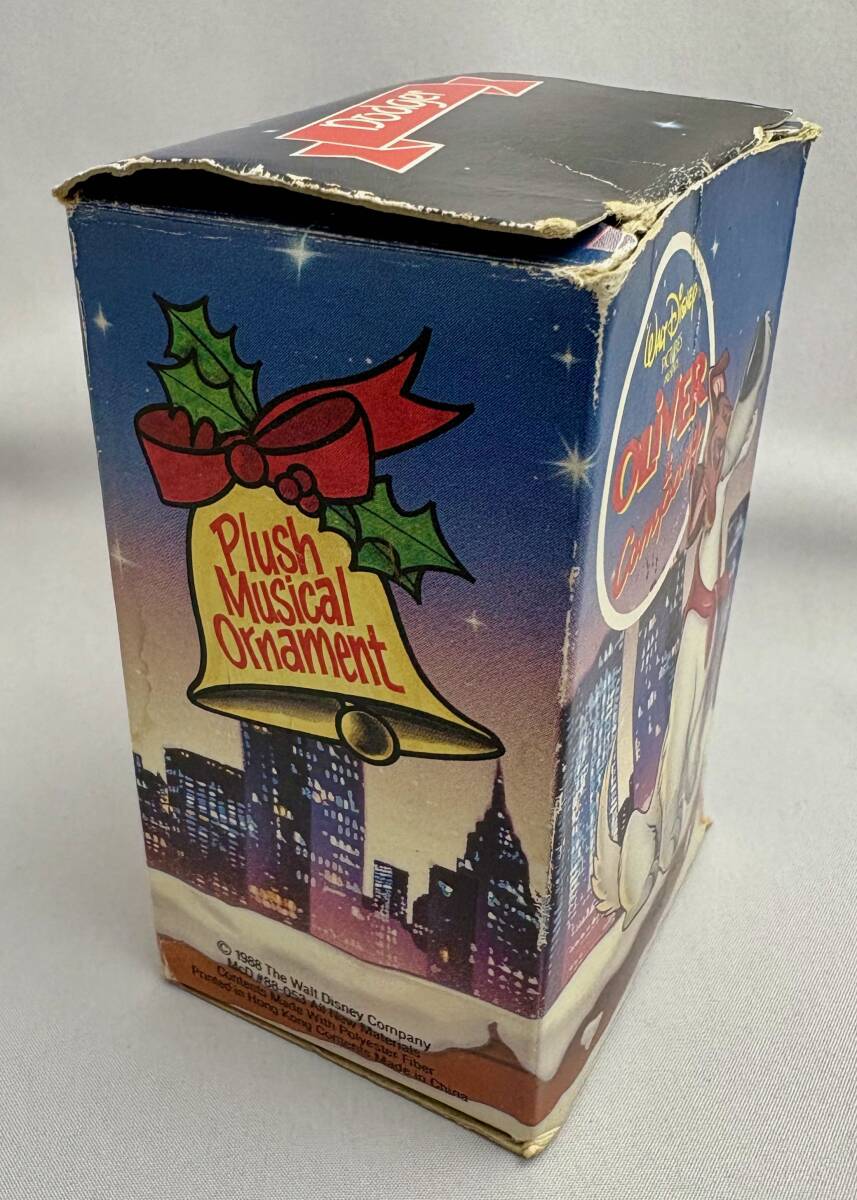 Dodger
Plush
Musical
Ornament
© 1988 The Walt Disney Company
McD #88-053 All New Materials
Contents Made With Polyester Fiber
Printed in Hong Kong Contents Made in China
Walt Disney
PICTURES
OLIVER
&
Company